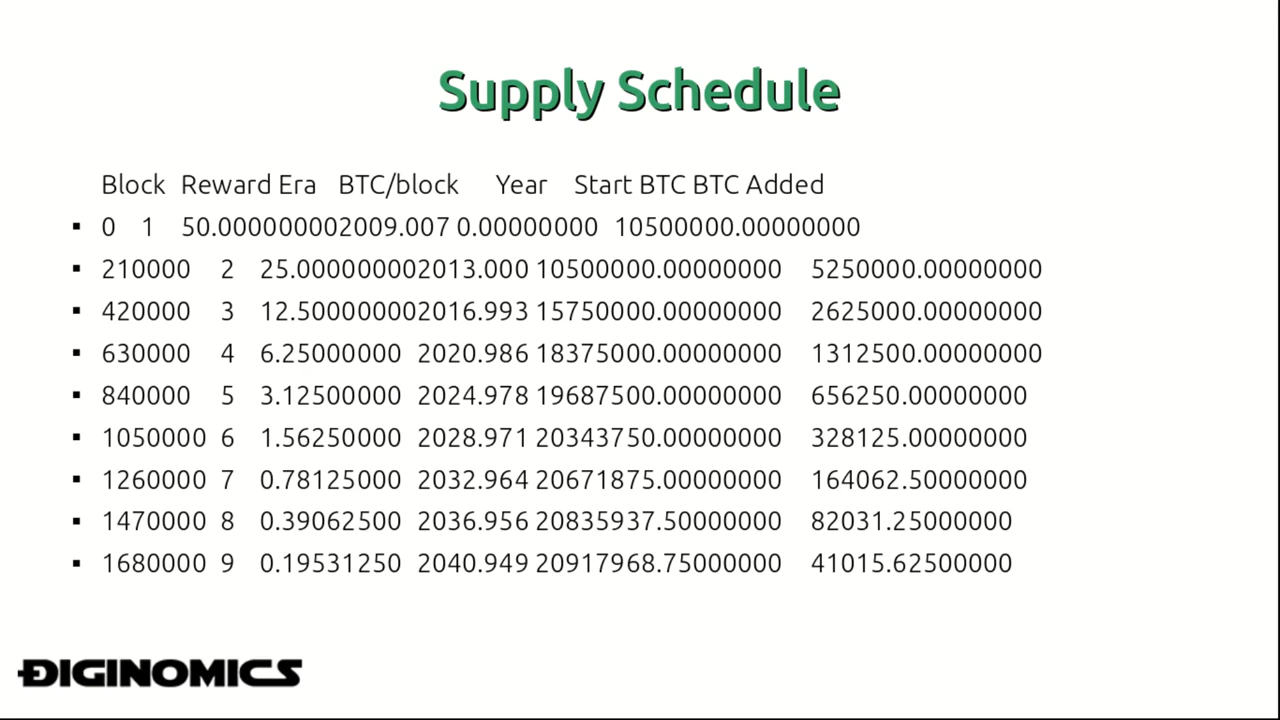 Supply Schedule
Block Reward Era BTC/block Year Start BTC BTC Added
▪ 0 1 50.000000002009.007 0.00000000 10500000.00000000
▪ 210000 2 25.000000002013.000 10500000.00000000 5250000.00000000
▪ 420000 3 12.500000002016.993 15750000.00000000 2625000.00000000
▪ 630000 4 6.25000000 2020.986 18375000.00000000 1312500.00000000
▪ 840000 5 3.12500000 2024.978 19687500.00000000 656250.00000000
▪ 1050000 6 1.56250000 2028.971 20343750.00000000 328125.00000000
▪ 1260000 7 0.78125000 2032.964 20671875.00000000 164062.50000000
▪ 1470000 8 0.39062500 2036.956 20835937.50000000 82031.25000000
▪ 1680000 9 0.19531250 2040.949 20917968.75000000 41015.62500000
ĐIGINOMICS